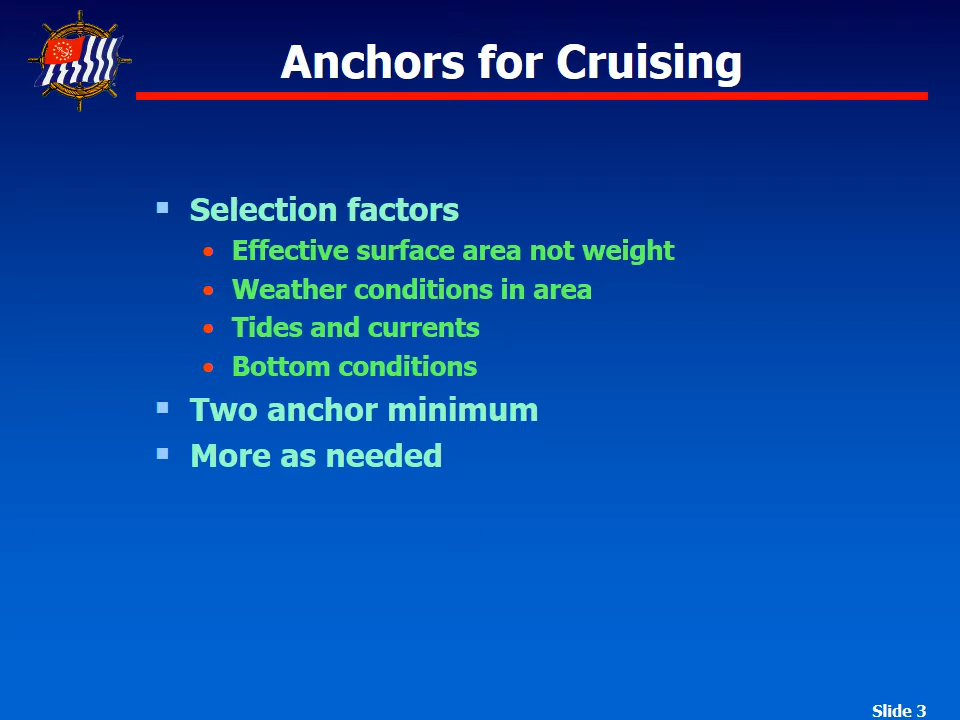 Anchors for Cruising
Selection factors
Effective surface area not weight
Weather conditions in area
Tides and currents
Bottom conditions
Two anchor minimum
More as needed
Slide 3